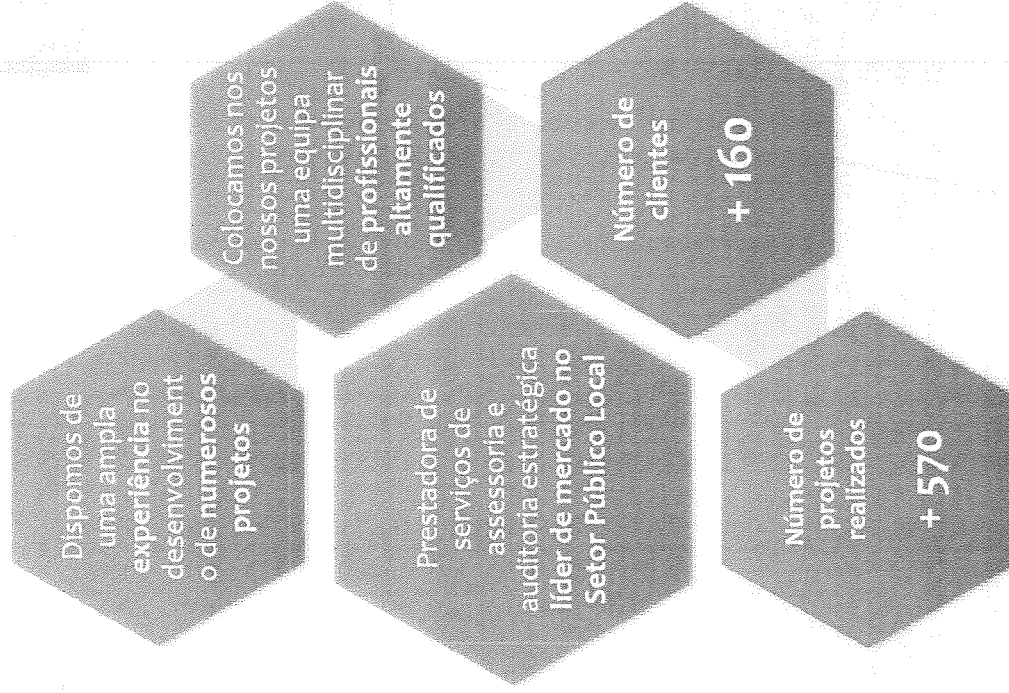 Dispomos de
uma ampla
experiência no
desenvolviment
o de numerosos
projetos
Colocamos nos
nossos projetos
uma equipa
multidisciplinar
de profissionais
altamente
qualificados
Prestadora de
serviços de
assessoria e
auditoria estratégica
líder de mercado no
Setor Público Local
Número de
clientes
+ 160
Número de
projetos
realizados
+ 570